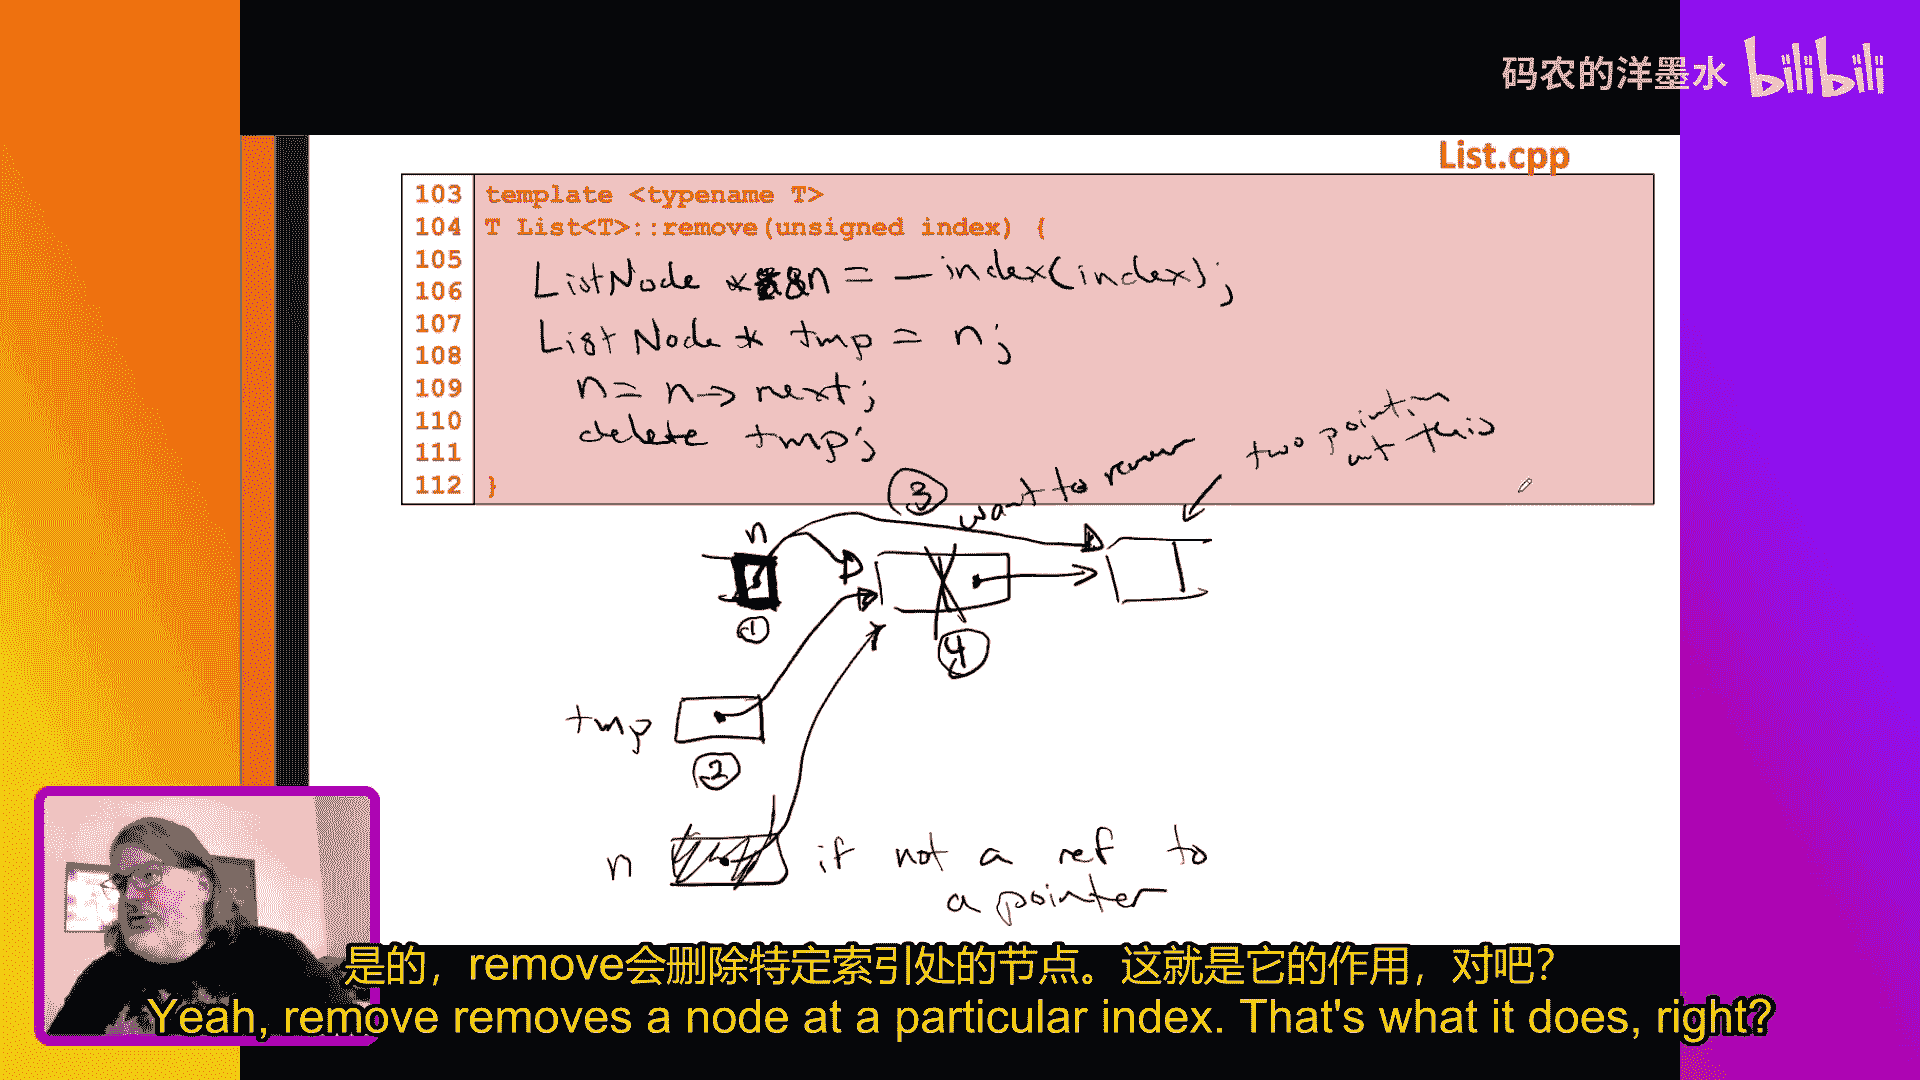 码农的洋墨水 bilibili
List.cpp
103 template <typename T>
104 T List<T>::remove(unsigned index) {
105
106 ListNode *&n = _index(index);
107
108 ListNode * tmp = n;
109 n = n -> next;
110 delete tmp;
111
112 }
two pointin
at this
3 want to remove
n
1
4
tmp
2
n if not a ref to
a pointer
是的，remove会删除特定索引处的节点。这就是它的作用，对吧？
Yeah, remove removes a node at a particular index. That's what it does, right?